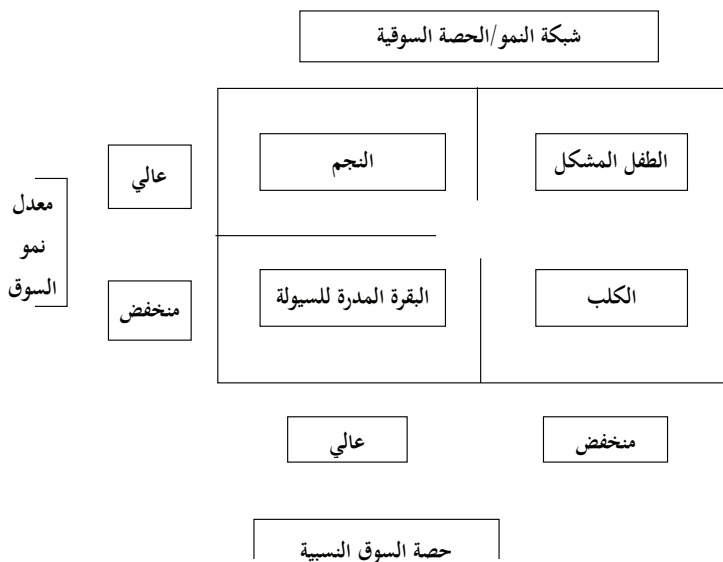 شبكة النمو/الحصة السوقية
الطفل المشكل
النجم
عالي
معدل
نمو
السوق
الكلب
البقرة المدرة للسيولة
منخفض
منخفض
عالي
حصة السوق النسبية